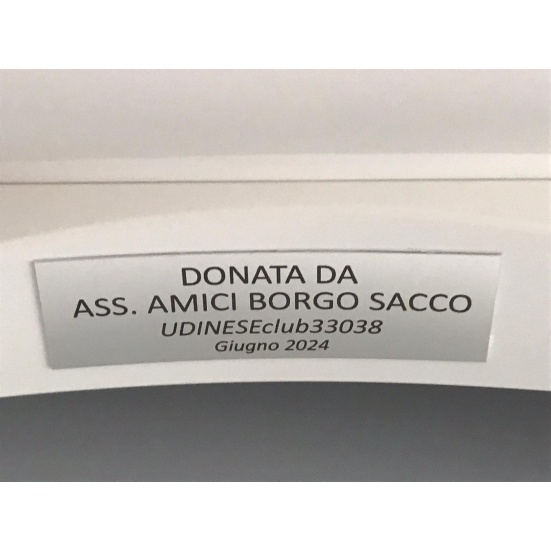 DONATA DA
ASS. AMICI BORGO SACCO
UDINESEclub33038
Giugno 2024